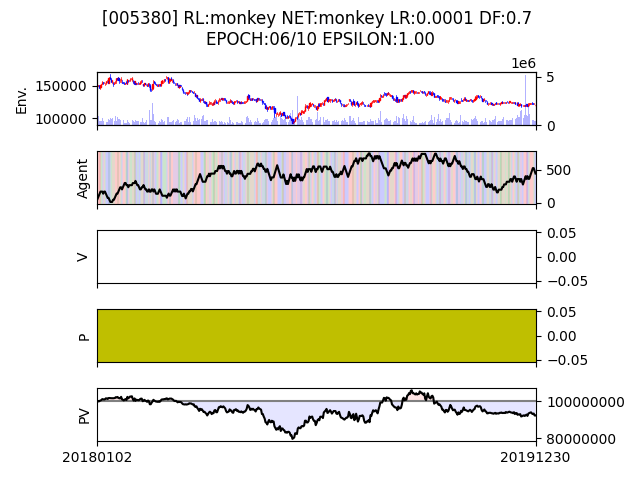 [005380] RL:monkey NET:monkey LR:0.0001 DF:0.7
EPOCH:06/10 EPSILON:1.00
1e6
Env.
150000
100000
5
0
Agent
500
0
V
0.05
0.00
−0.05
P
0.05
0.00
−0.05
PV
100000000
80000000
20180102
20191230